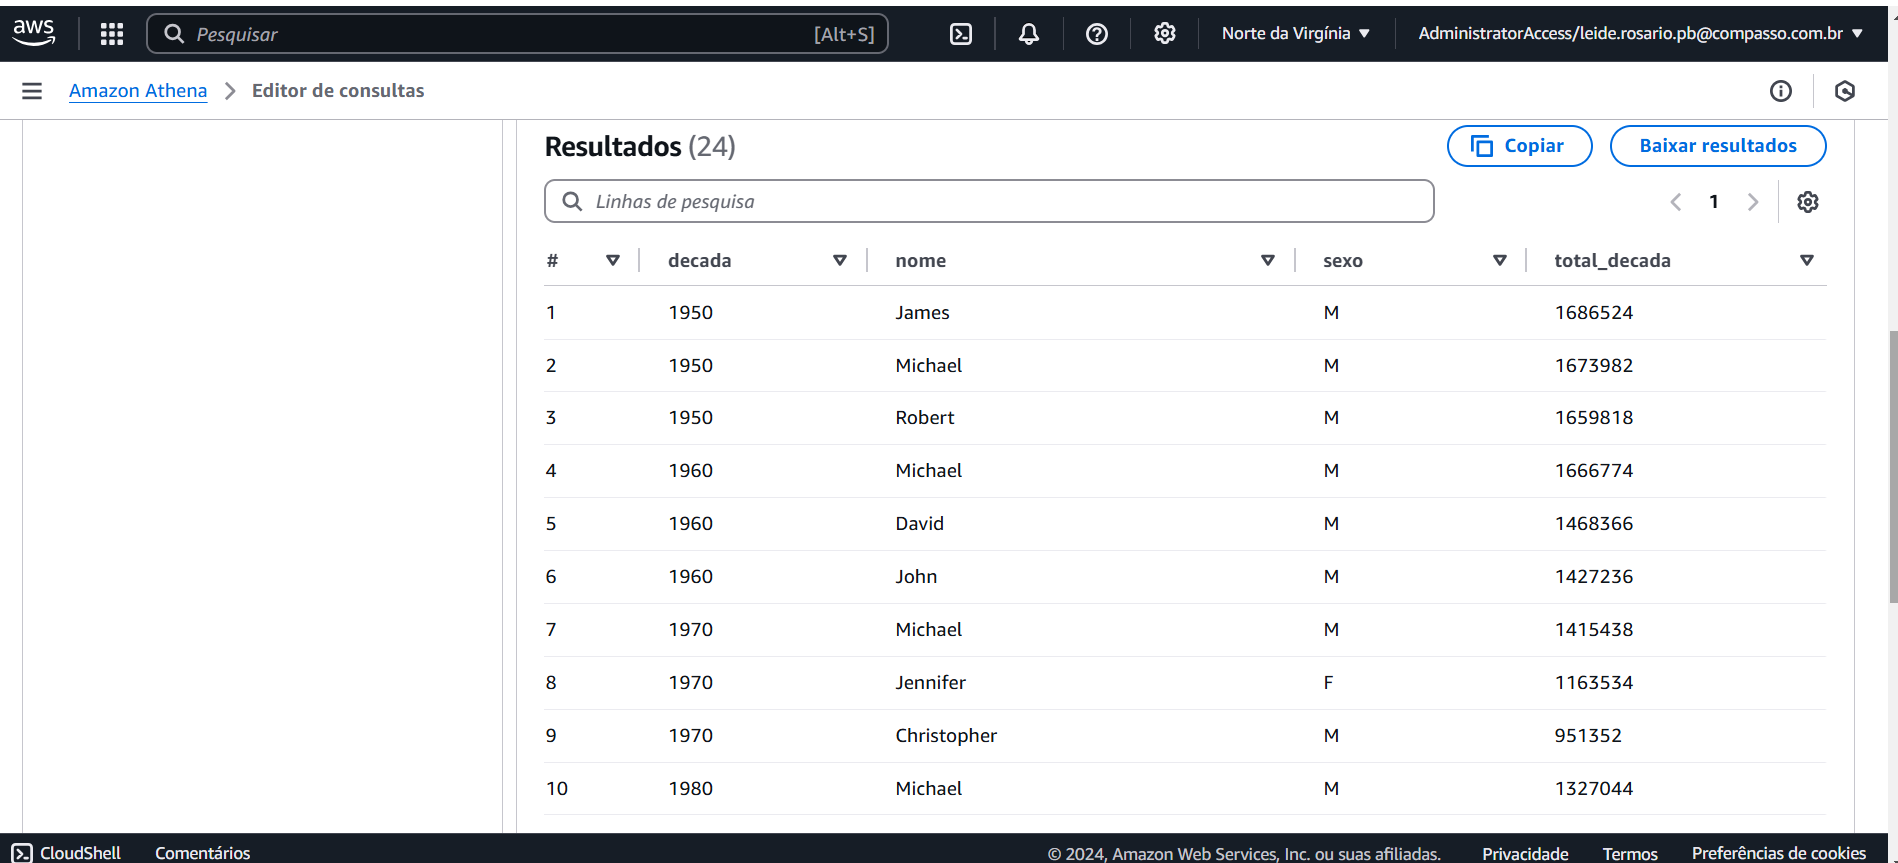 aws Pesquisar [Alt+S] Norte da Virgínia AdministratorAccess/leide.rosario.pb@compasso.com.br
Amazon Athena Editor de consultas
Resultados (24) Copiar Baixar resultados
Linhas de pesquisa 1
# decada nome sexo total_decada
1 1950 James M 1686524
2 1950 Michael M 1673982
3 1950 Robert M 1659818
4 1960 Michael M 1666774
5 1960 David M 1468366
6 1960 John M 1427236
7 1970 Michael M 1415438
8 1970 Jennifer F 1163534
9 1970 Christopher M 951352
10 1980 Michael M 1327044
CloudShell Comentários © 2024, Amazon Web Services, Inc. ou suas afiliadas. Privacidade Termos Preferências de cookies